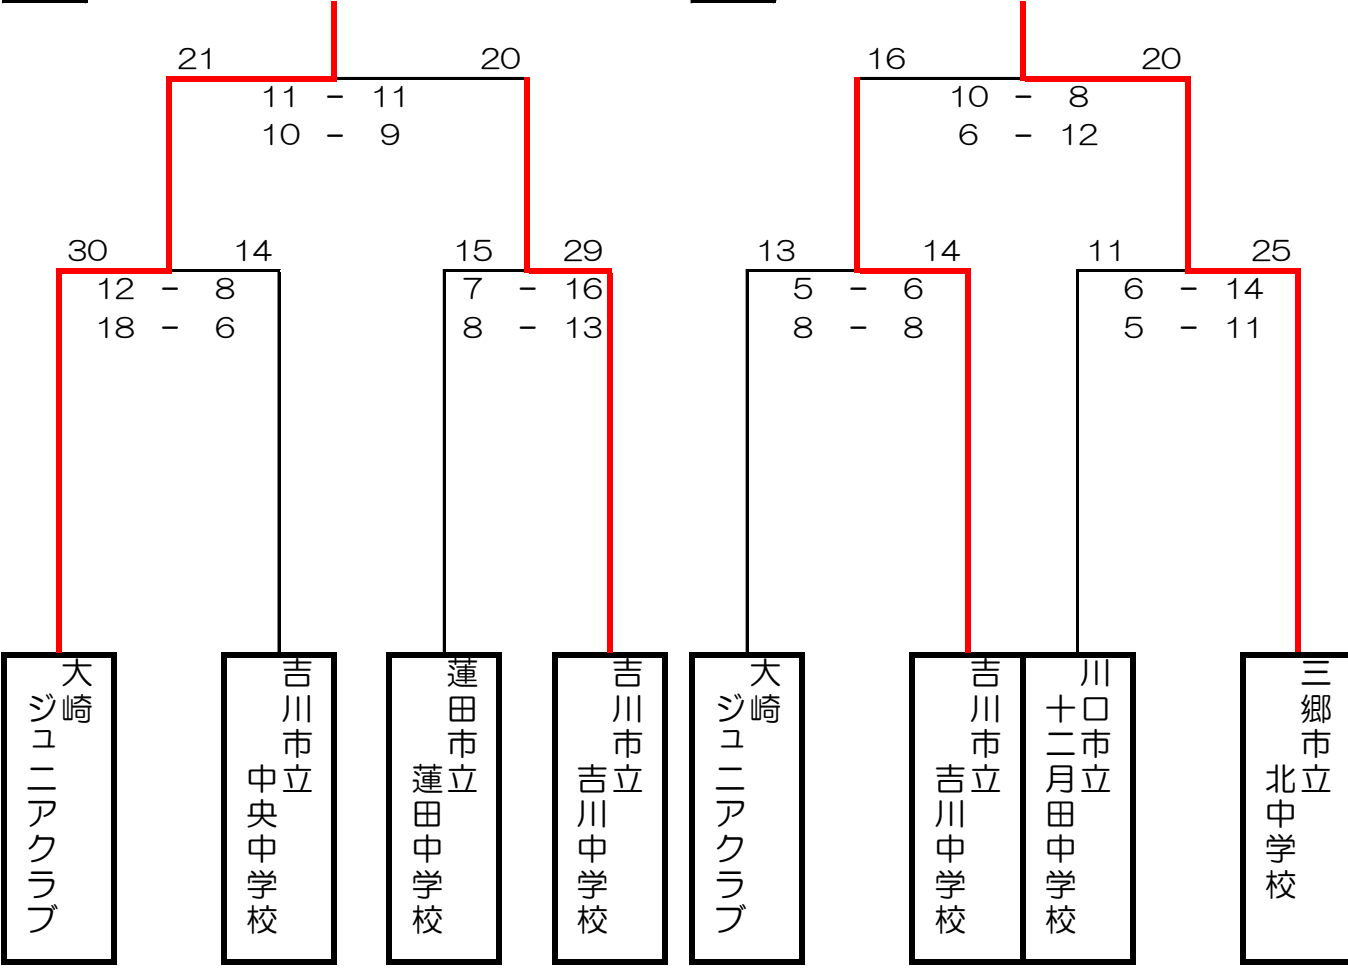 21 20
11 - 11
10 - 9
30 14
12 - 8
18 - 6
15 29
7 - 16
8 - 13
大崎
ジュニアクラブ
吉川市立
中央中学校
蓮田市立
蓮田中学校
吉川市立
吉川中学校
16 20
10 - 8
6 - 12
13 14
5 - 6
8 - 8
11 25
6 - 14
5 - 11
大崎
ジュニアクラブ
吉川市立
吉川中学校
川口市立
十二月田中学校
三郷市立
北中学校